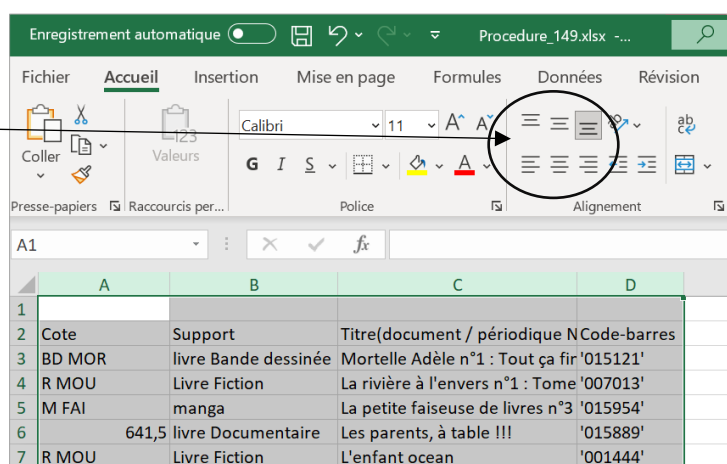 Enregistrement automatique Procedure_149.xlsx -...
Fichier Accueil Insertion Mise en page Formules Données Révision
Coller
123
Valeurs
Calibri 11 A A ab
G I S A
Presse-papiers Raccourcis per... Police Alignement
A1 fx
A B C D
1
2 Cote Support Titre(document / périodique N Code-barres
3 BD MOR livre Bande dessinée Mortelle Adèle n°1 : Tout ça fir '015121'
4 R MOU Livre Fiction La rivière à l'envers n°1 : Tome '007013'
5 M FAI manga La petite faiseuse de livres n°3 '015954'
6 641,5 livre Documentaire Les parents, à table !!! '015889'
7 R MOU Livre Fiction L'enfant ocean '001444'